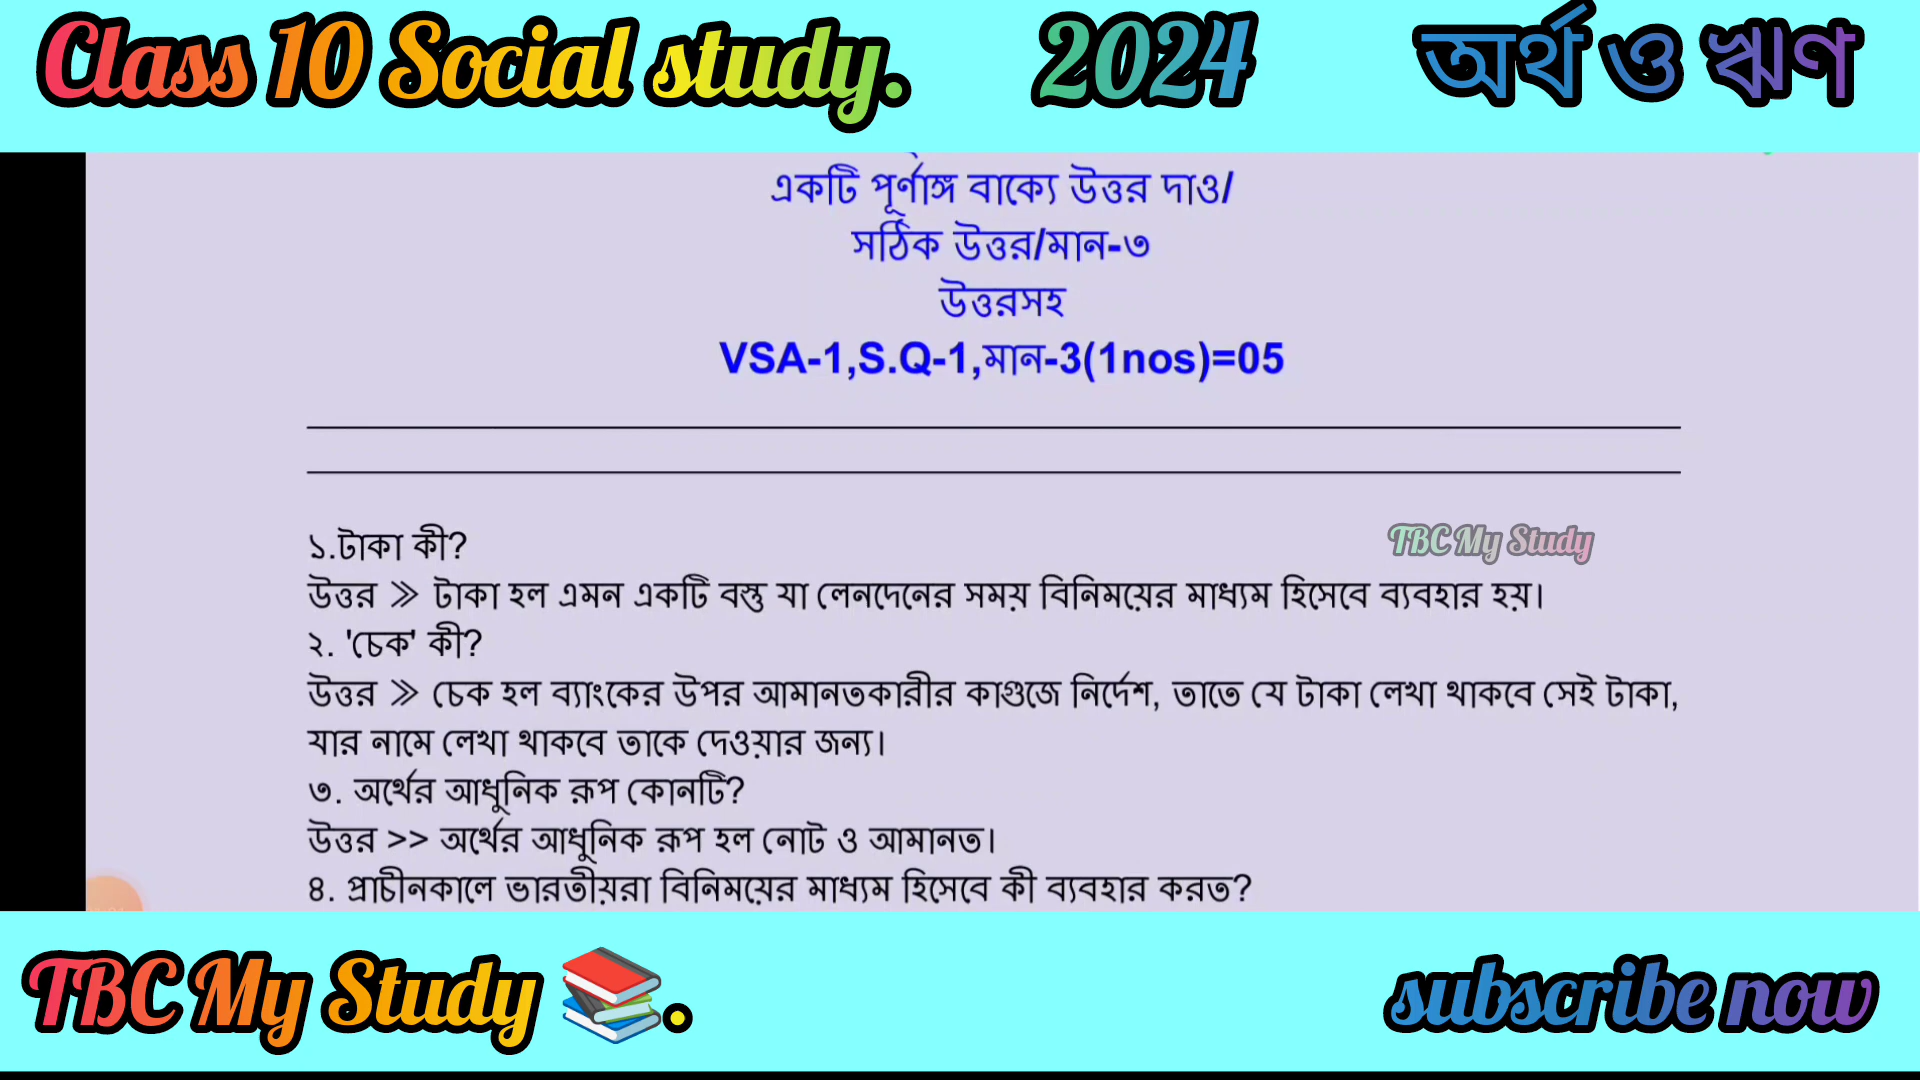 Class 10 Social study. 2024 অর্থ ও ঋণ
একটি পূর্ণাঙ্গ বাক্যে উত্তর দাও/
সঠিক উত্তর/মান-৩
উত্তরসহ
VSA-1,S.Q-1,মান-3(1nos)=05
১.টাকা কী?
TBC My Study
উত্তর ≫ টাকা হল এমন একটি বস্তু যা লেনদেনের সময় বিনিময়ের মাধ্যম হিসেবে ব্যবহার হয়।
২. 'চেক' কী?
উত্তর ≫ চেক হল ব্যাংকের উপর আমানতকারীর কাগুজে নির্দেশ, তাতে যে টাকা লেখা থাকবে সেই টাকা,
যার নামে লেখা থাকবে তাকে দেওয়ার জন্য।
৩. অর্থের আধুনিক রূপ কোনটি?
উত্তর >> অর্থের আধুনিক রূপ হল নোট ও আমানত।
৪. প্রাচীনকালে ভারতীয়রা বিনিময়ের মাধ্যম হিসেবে কী ব্যবহার করত?
TBC My Study 📚. subscribe now